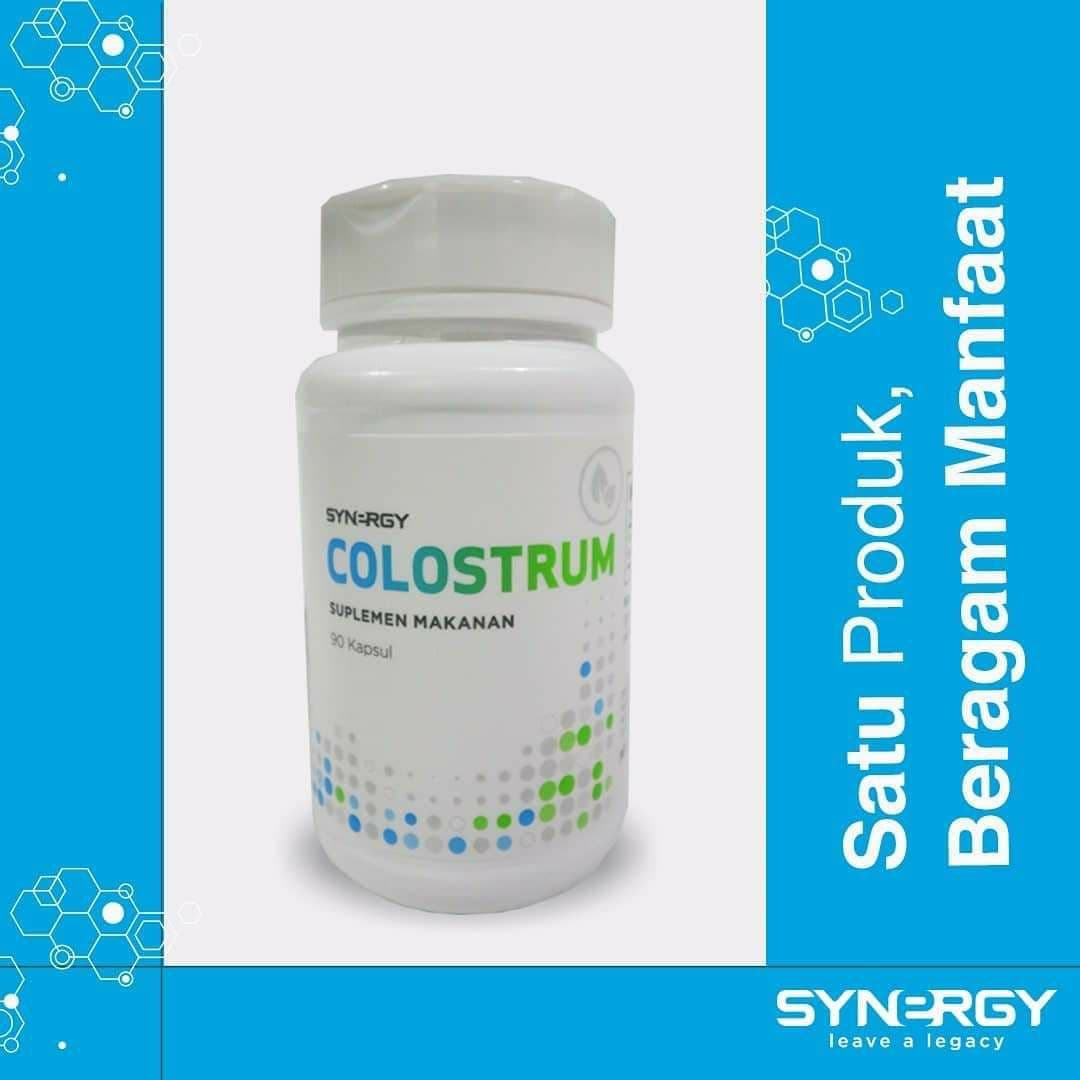 SYNERGY
COLOSTRUM
SUPLEMEN MAKANAN
90 Kapsul
Satu Produk,
Beragam Manfaat
SYNERGY
leave a legacy